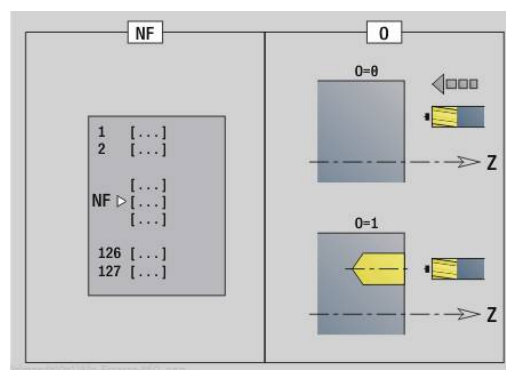 NF
1 [...]
2 [...]
[...]
NF [...]
[...]
126 [...]
127 [...]
O
O=0
Z
O=1
Z